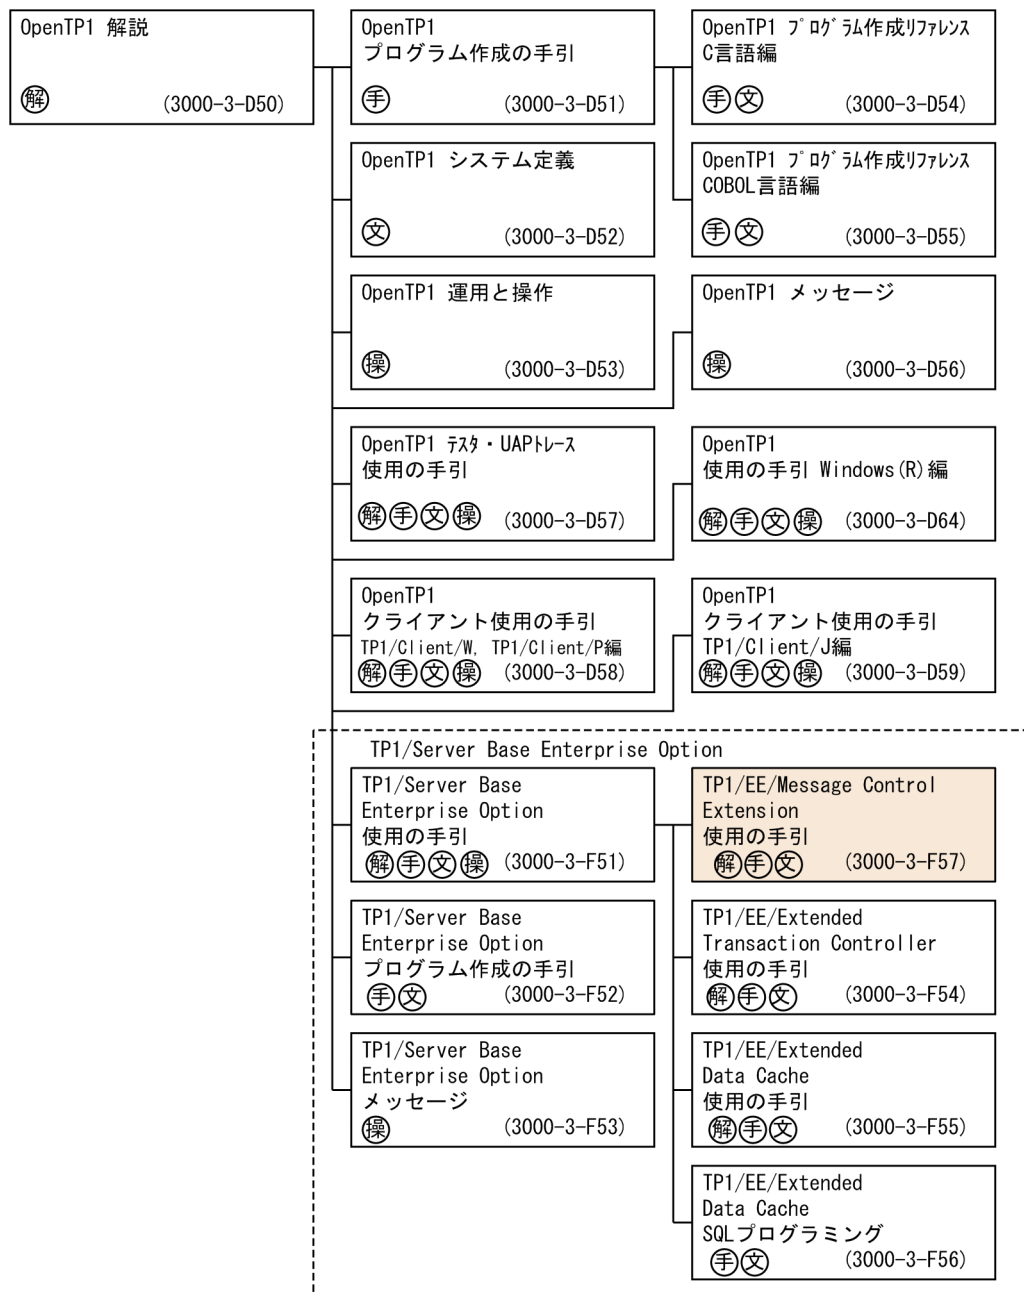 OpenTP1 解説
解 (3000-3-D50)
OpenTP1
プログラム作成の手引
手 (3000-3-D51)
OpenTP1 プログラム作成リファレンス
C言語編
手 文 (3000-3-D54)
OpenTP1 システム定義
文 (3000-3-D52)
OpenTP1 プログラム作成リファレンス
COBOL言語編
手 文 (3000-3-D55)
OpenTP1 運用と操作
操 (3000-3-D53)
OpenTP1 メッセージ
操 (3000-3-D56)
OpenTP1 テスタ・UAPトレース
使用の手引
解 手 文 操 (3000-3-D57)
OpenTP1
使用の手引 Windows(R)編
解 手 文 操 (3000-3-D64)
OpenTP1
クライアント使用の手引
TP1/Client/W, TP1/Client/P編
解 手 文 操 (3000-3-D58)
OpenTP1
クライアント使用の手引
TP1/Client/J編
解 手 文 操 (3000-3-D59)
TP1/Server Base Enterprise Option
TP1/Server Base
Enterprise Option
使用の手引
解 手 文 操 (3000-3-F51)
TP1/EE/Message Control
Extension
使用の手引
解 手 文 (3000-3-F57)
TP1/Server Base
Enterprise Option
プログラム作成の手引
手 文 (3000-3-F52)
TP1/EE/Extended
Transaction Controller
使用の手引
解 手 文 (3000-3-F54)
TP1/Server Base
Enterprise Option
メッセージ
操 (3000-3-F53)
TP1/EE/Extended
Data Cache
使用の手引
解 手 文 (3000-3-F55)
TP1/EE/Extended
Data Cache
SQLプログラミング
手 文 (3000-3-F56)